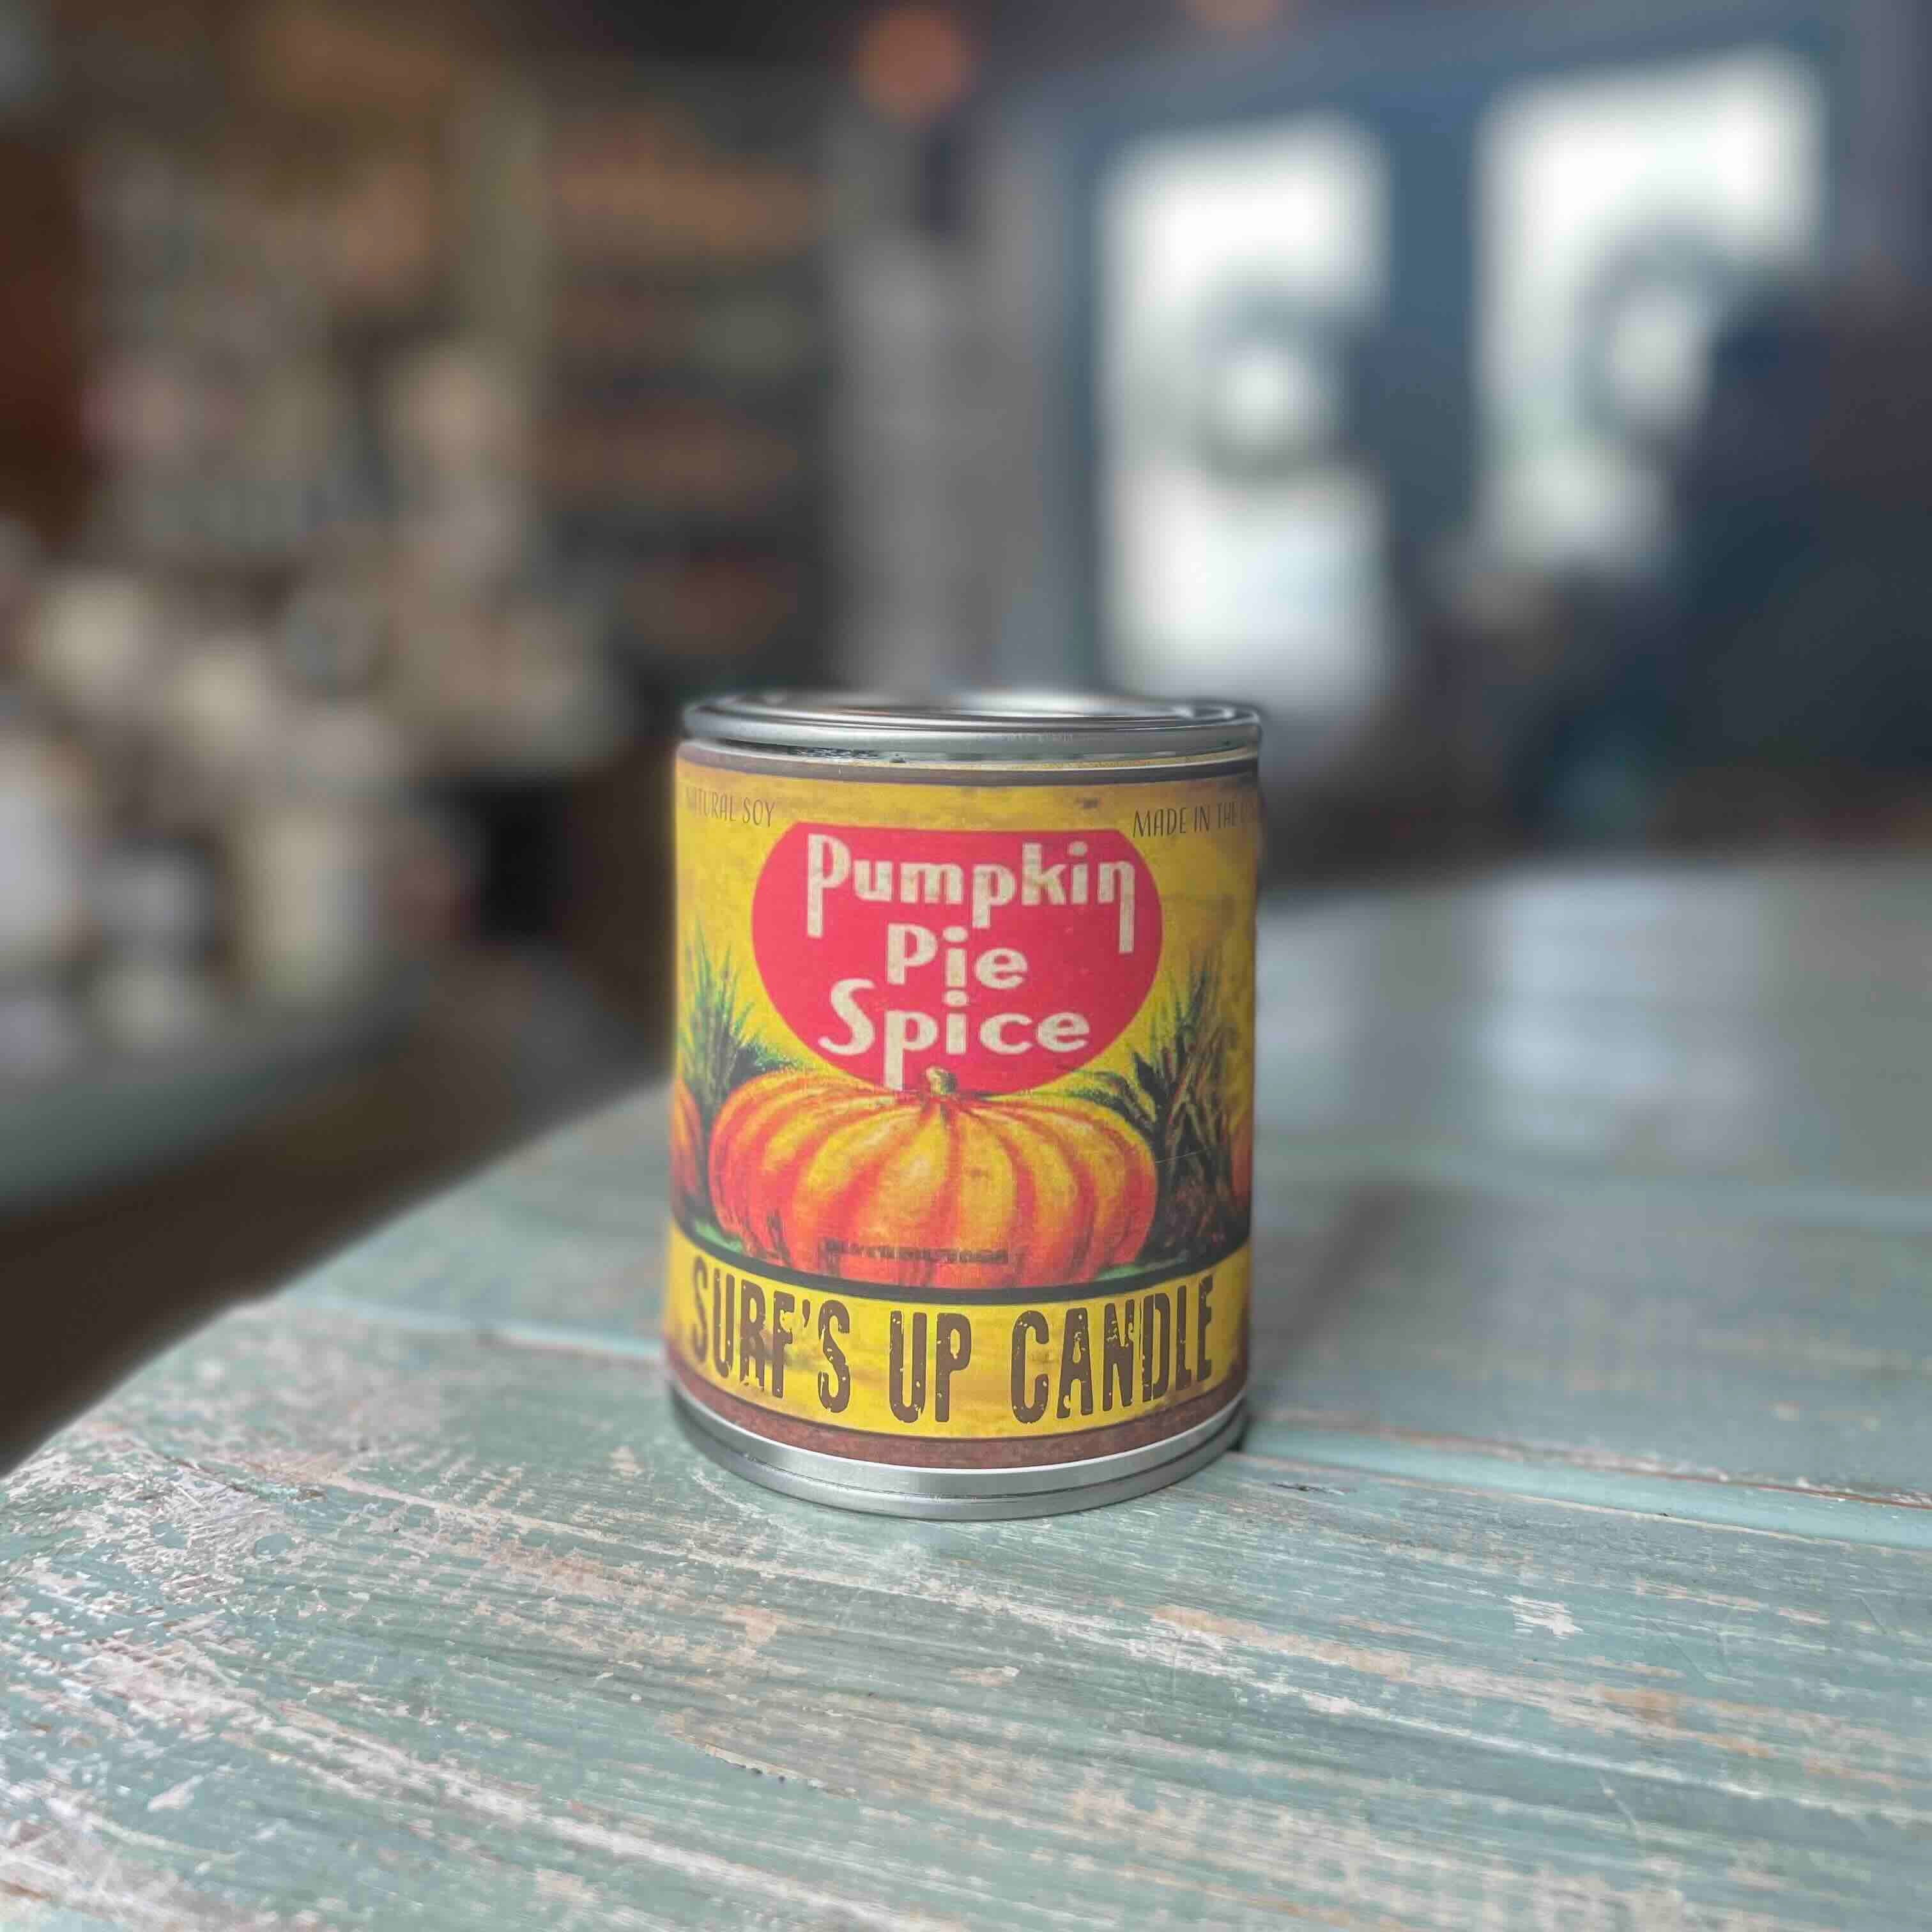 NATURAL SOY
MADE IN THE
Pumpkin
Pie
Spice
SURF'S UP CANDLE